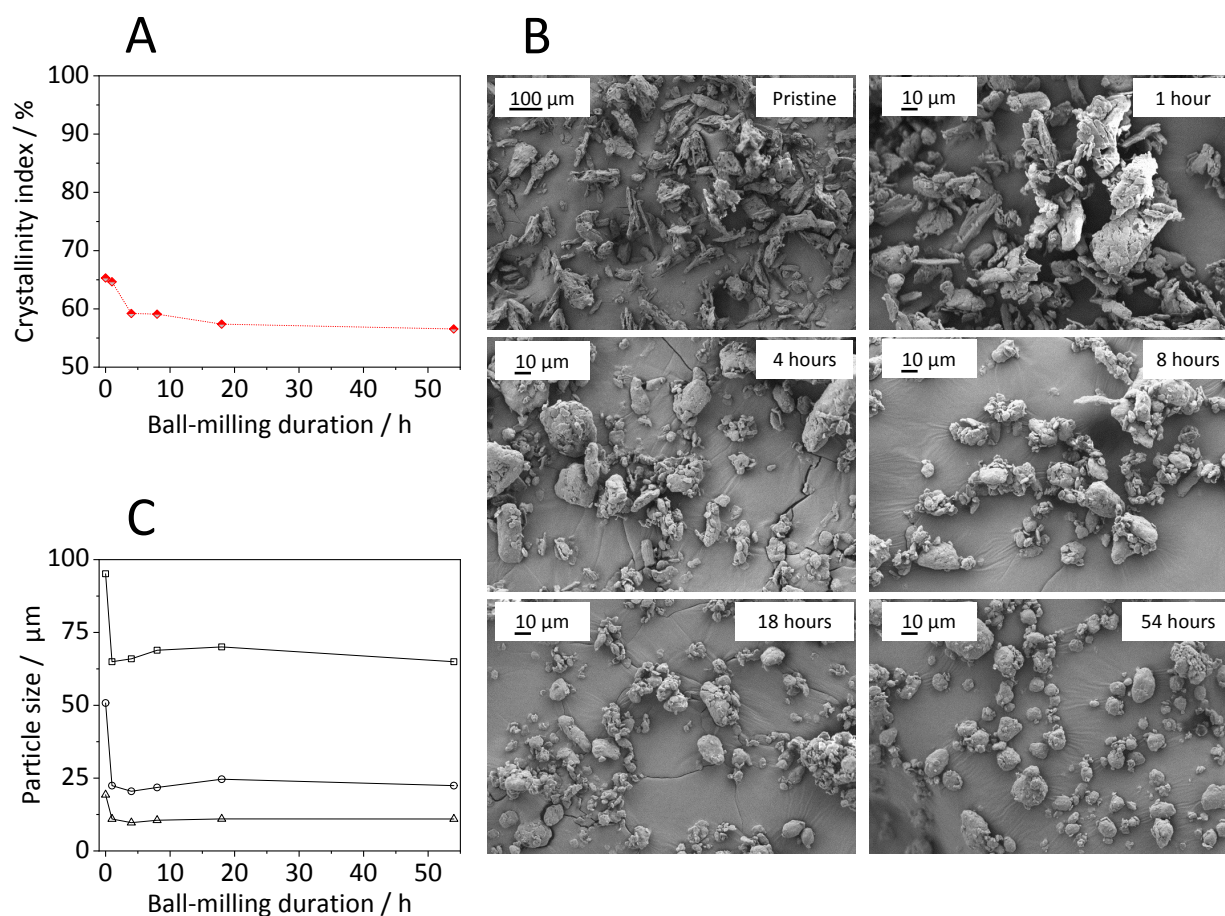 A
100
90
80
70
65
60
55
50
Crystallinity index / %
0 10 20 30 40 50
Ball-milling duration / h
B
100 µm
Pristine
10 µm
1 hour
10 µm
4 hours
10 µm
8 hours
10 µm
18 hours
10 µm
54 hours
C
100
75
50
25
0
Particle size / µm
0 10 20 30 40 50
Ball-milling duration / h